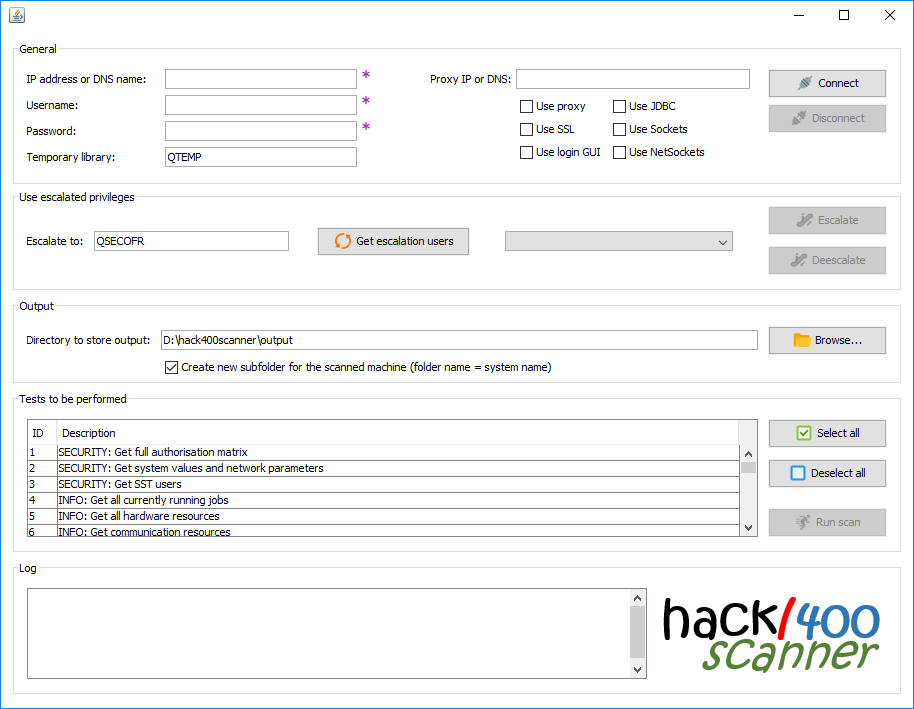 General
IP address or DNS name: *
Proxy IP or DNS:
Connect
Username: *
Use proxy
Use JDBC
Disconnect
Password: *
Use SSL
Use Sockets
Temporary library: QTEMP
Use login GUI
Use NetSockets
Use escalated privileges
Escalate
Escalate to: QSECOFR
Get escalation users
Deescalate
Output
Directory to store output: D:\hack400scanner\output
Browse...
Create new subfolder for the scanned machine (folder name = system name)
Tests to be performed
ID Description
1 SECURITY: Get full authorisation matrix
2 SECURITY: Get system values and network parameters
3 SECURITY: Get SST users
4 INFO: Get all currently running jobs
5 INFO: Get all hardware resources
6 INFO: Get communication resources
Select all
Deselect all
Run scan
Log
hack/400
scanner